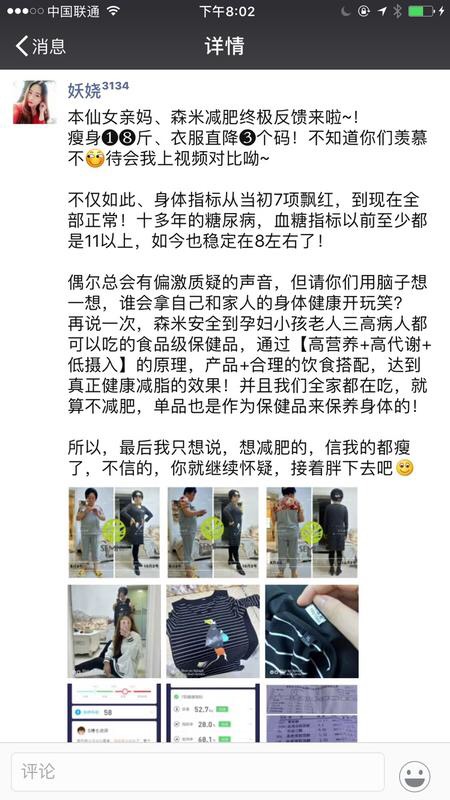 中国联通
下午8:02
消息
详情
妖娆3134
本仙女亲妈、森米减肥终极反馈来啦~!
瘦身❶❽斤、衣服直降❸个码！不知道你们羡慕
不待会我上视频对比呦~
不仅如此、身体指标从当初7项飘红，到现在全
部正常！十多年的糖尿病，血糖指标以前至少都
是11以上，如今也稳定在8左右了！
偶尔总会有偏激质疑的声音，但请你们用脑子想
一想，谁会拿自己和家人的身体健康开玩笑？
再说一次，森米安全到孕妇小孩老人三高病人都
可以吃的食品级保健品，通过【高营养+高代谢+
低摄入】的原理，产品+合理的饮食搭配，达到
真正健康减脂的效果！并且我们全家都在吃，就
算不减肥，单品也是作为保健品来保养身体的！
所以，最后我只想说，想减肥的，信我的都瘦
了，不信的，你就继续怀疑，接着胖下去吧
58
52.7
28.0
60.1
评论